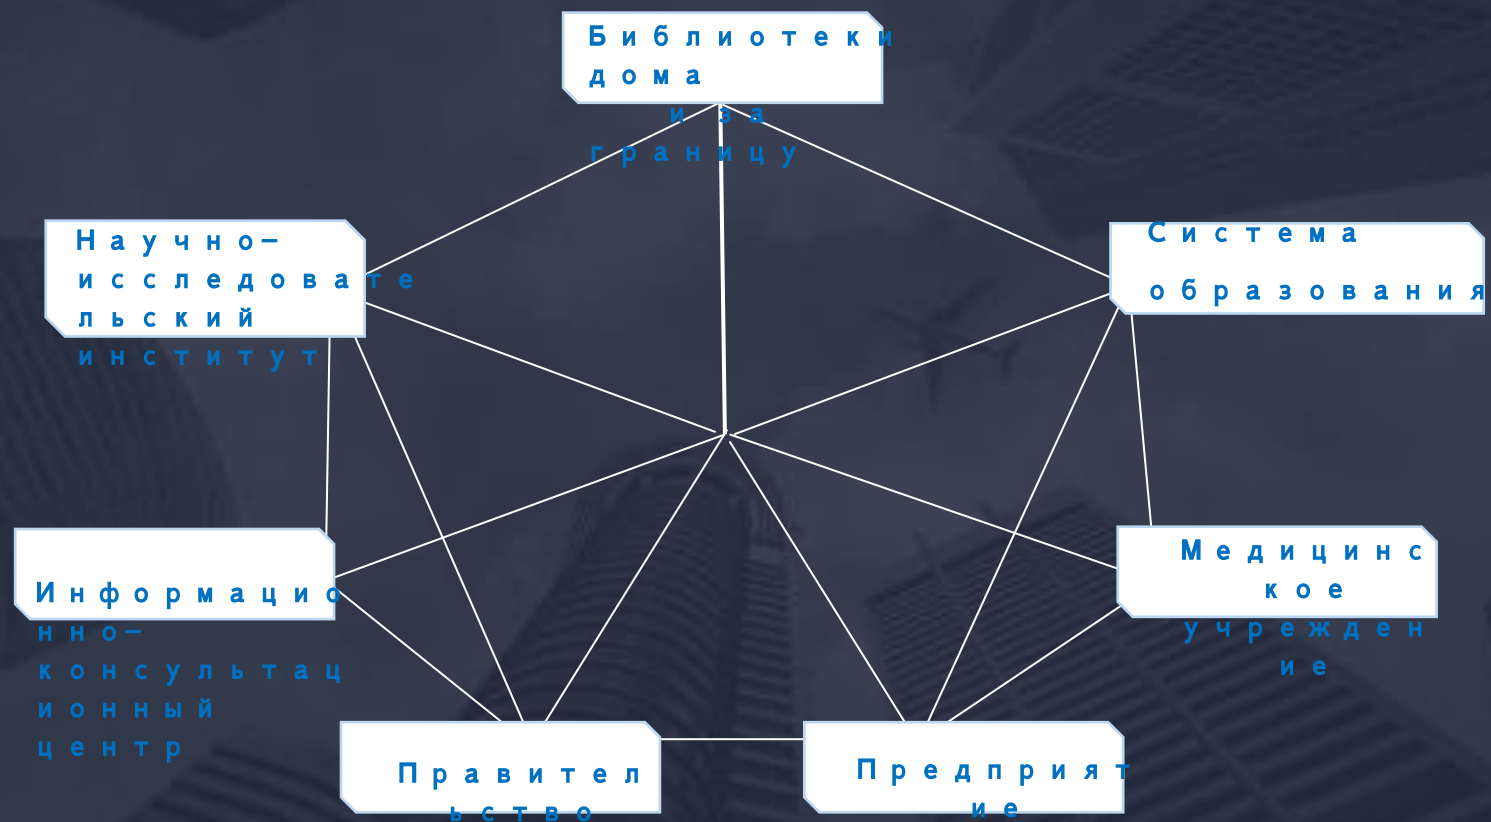 Библиотеки
дома
и за
границу
Научно–
исследовате
льский
институт
Система
образования
Информацио
нно–
консультац
ионный
центр
Медицинс
кое
учрежден
ие
Правител
ьство
Предприят
ие